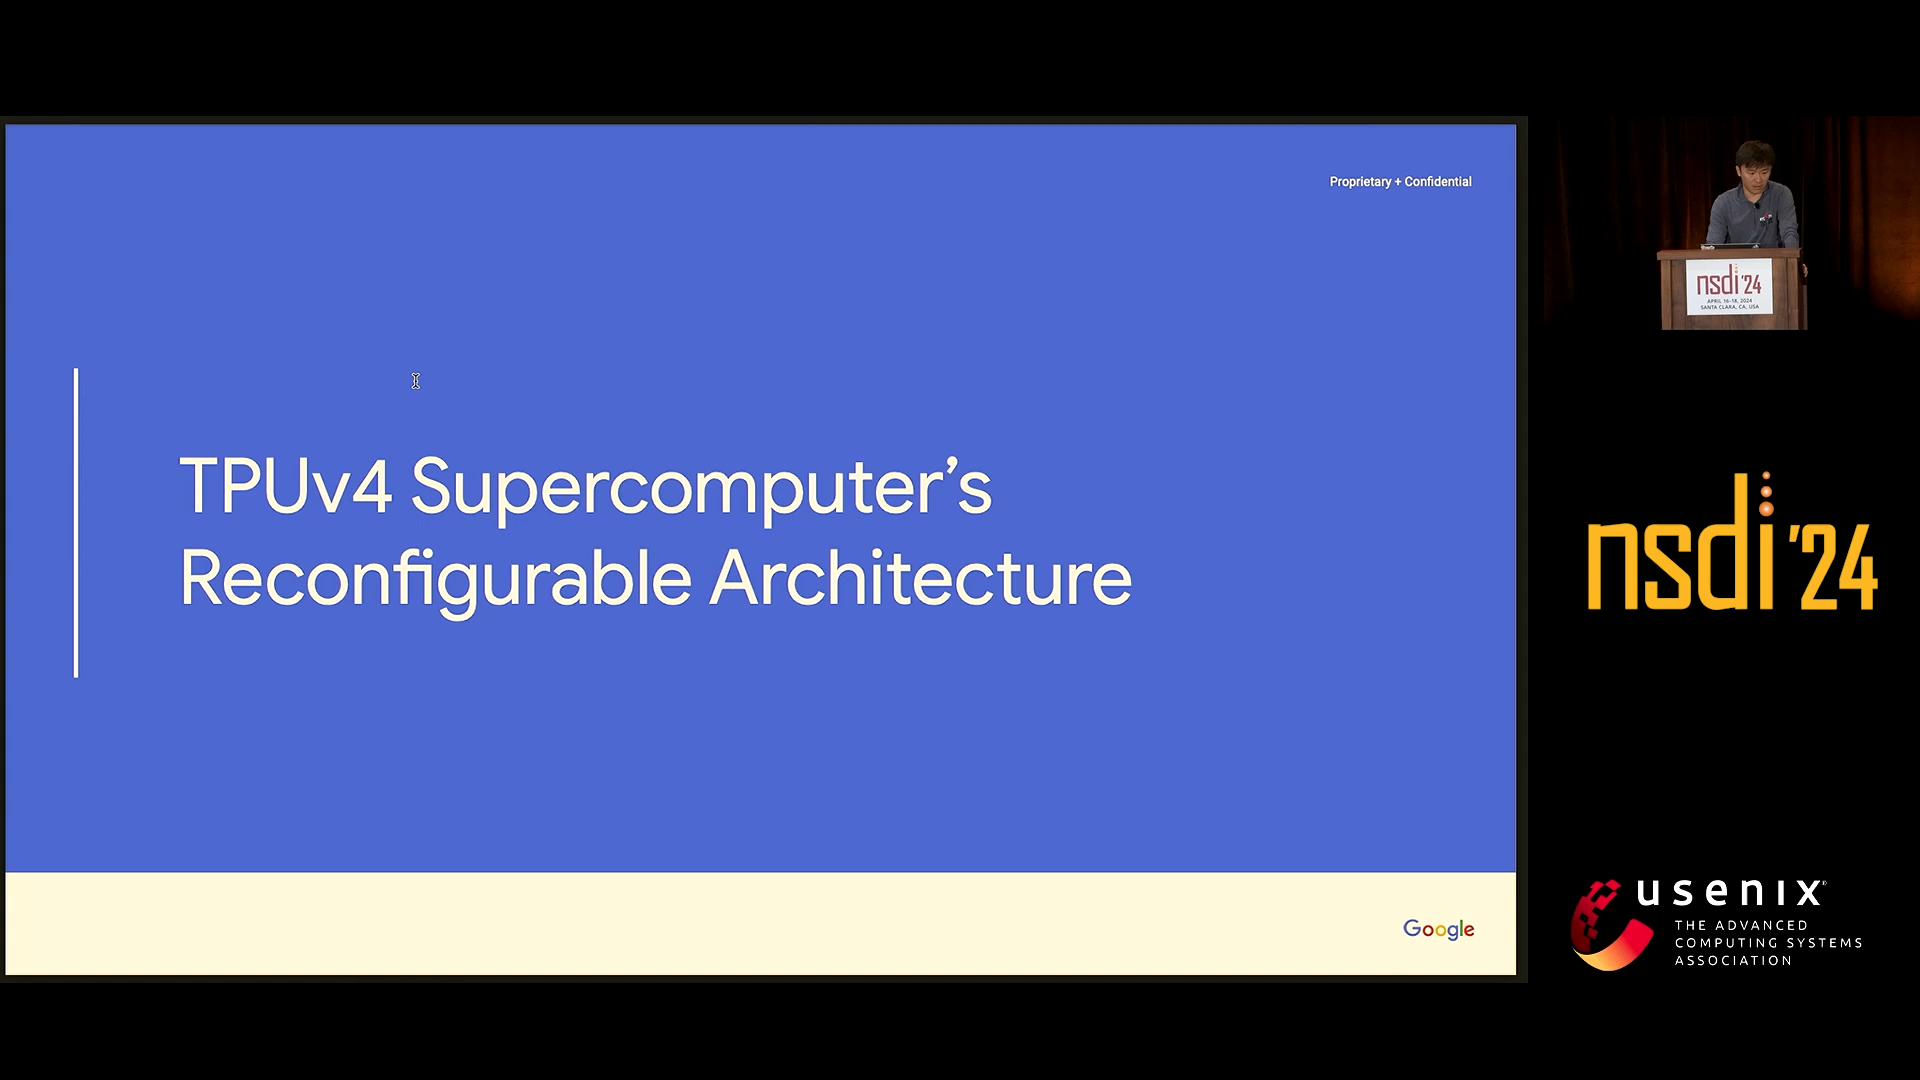 Proprietary + Confidential
TPUv4 Supercomputer’s
Reconfigurable Architecture
Google
nsdi '24
APRIL 16–18, 2024
SANTA CLARA, CA, USA
nsdi '24
usenix
THE ADVANCED
COMPUTING SYSTEMS
ASSOCIATION